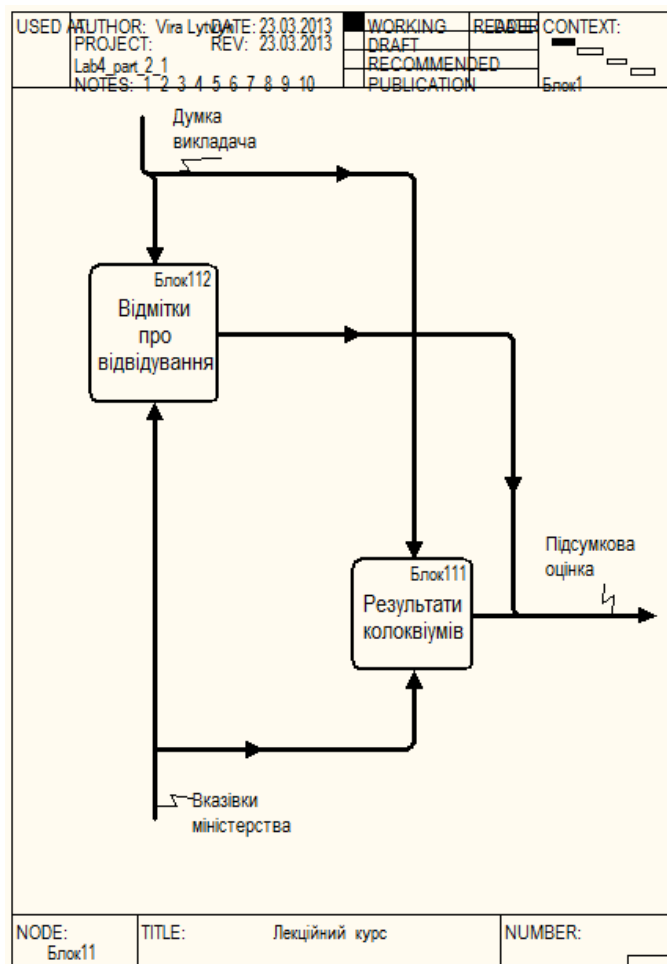 USED AT:
AUTHOR: Vira Lytvyn
DATE: 23.03.2013
WORKING
READER
DATE
CONTEXT:
PROJECT:
REV: 23.03.2013
DRAFT
Lab4_part_2_1
RECOMMENDED
NOTES: 1 2 3 4 5 6 7 8 9 10
PUBLICATION
Блок1
Думка
викладача
Блок112
Відмітки
про
відвідування
Блок111
Результати
колоквіумів
Підсумкова
оцінка
Вказівки
міністерства
NODE:
Блок11
TITLE:
Лекційний курс
NUMBER: